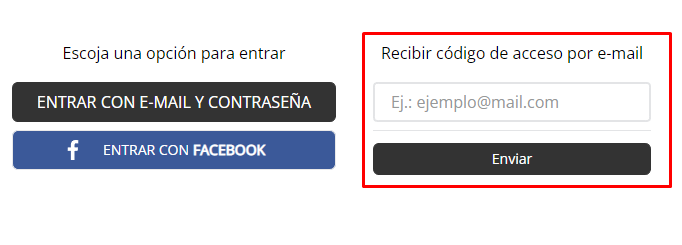 Escoja una opción para entrar
ENTRAR CON E-MAIL Y CONTRASEÑA
ENTRAR CON FACEBOOK
Recibir código de acceso por e-mail
Ej.: ejemplo@mail.com
Enviar